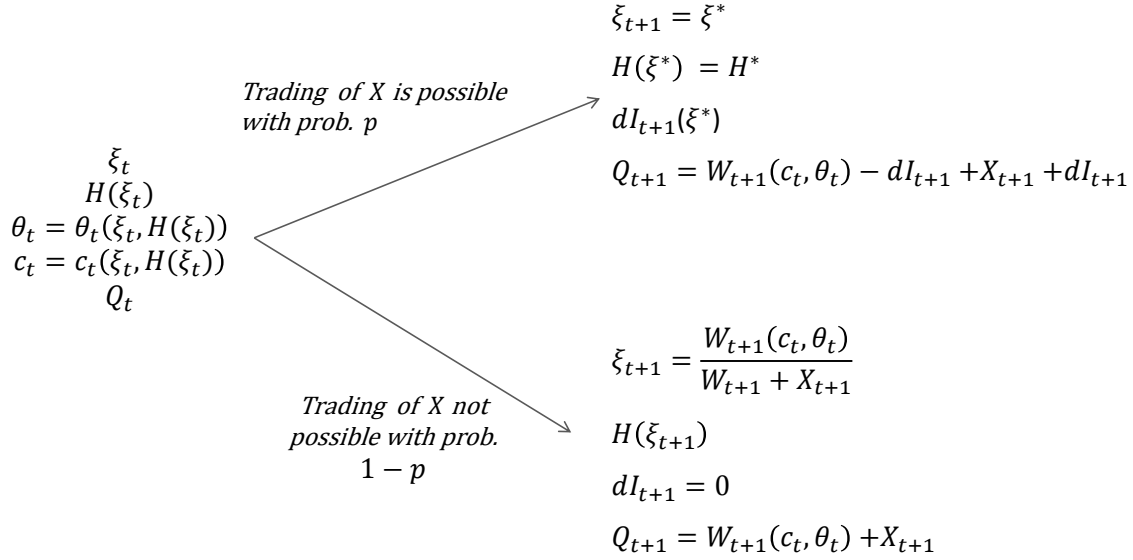 ξ_t
H(ξ_t)
θ_t = θ_t(ξ_t, H(ξ_t))
c_t = c_t(ξ_t, H(ξ_t))
Q_t
Trading of X is possible
with prob. p
ξ_{t+1} = ξ*
H(ξ*) = H*
dI_{t+1}(ξ*)
Q_{t+1} = W_{t+1}(c_t, θ_t) − dI_{t+1} +X_{t+1} +dI_{t+1}
Trading of X not
possible with prob.
1 − p
ξ_{t+1} = \frac{W_{t+1}(c_t, θ_t)}{W_{t+1} + X_{t+1}}
H(ξ_{t+1})
dI_{t+1} = 0
Q_{t+1} = W_{t+1}(c_t, θ_t) +X_{t+1}